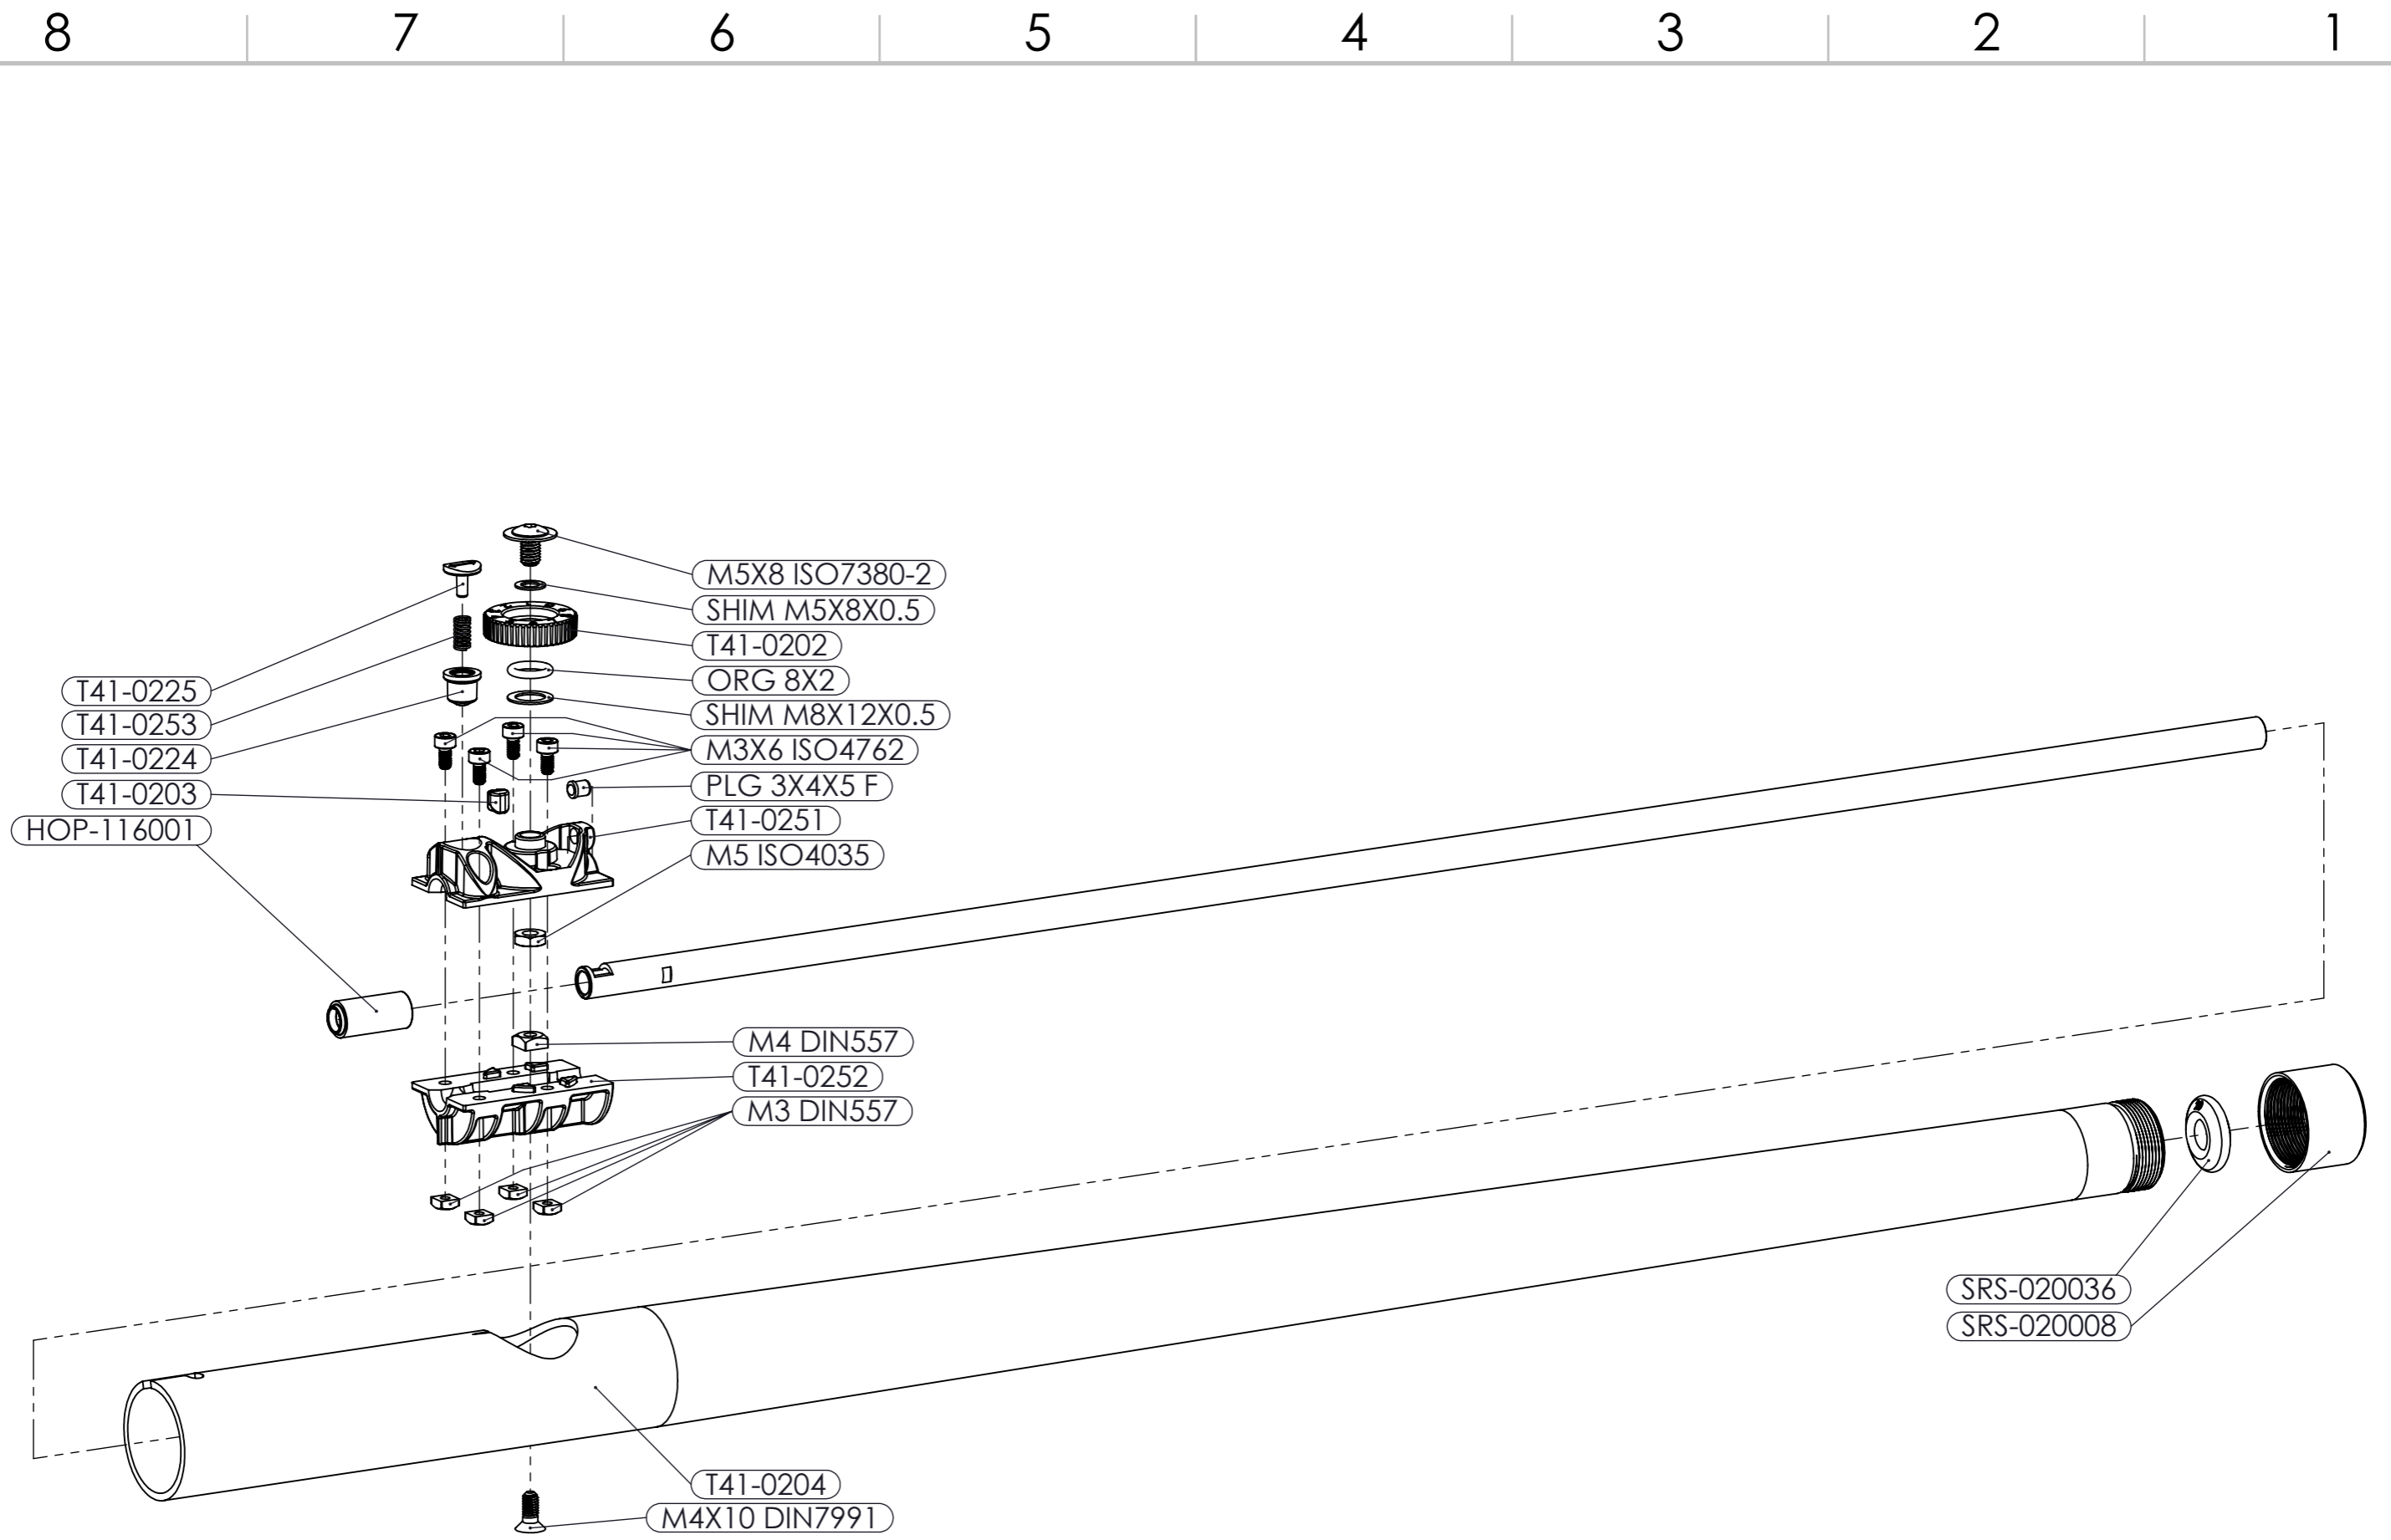 8 7 6 5 4 3 2 1
M5X8 ISO7380-2
SHIM M5X8X0.5
T41-0202
ORG 8X2
SHIM M8X12X0.5
M3X6 ISO4762
PLG 3X4X5 F
T41-0251
M5 ISO4035
T41-0225
T41-0253
T41-0224
T41-0203
HOP-116001
M4 DIN557
T41-0252
M3 DIN557
SRS-020036
SRS-020008
T41-0204
M4X10 DIN7991